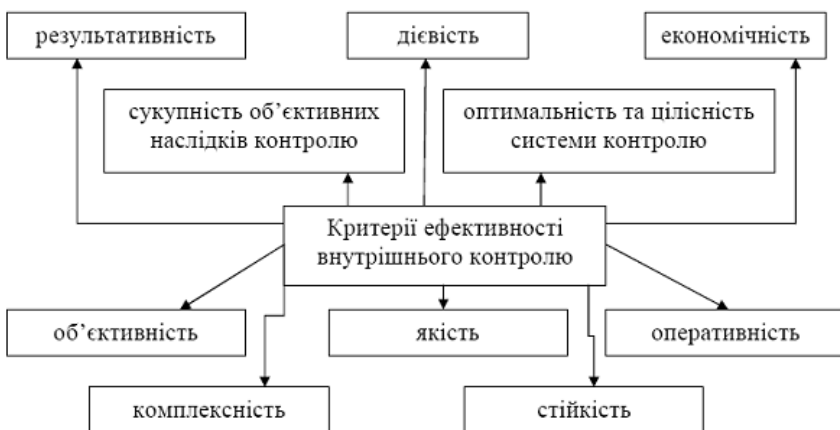 результативність
дієвість
економічність
сукупність об’єктивних
наслідків контролю
оптимальність та цілісність
системи контролю
Критерії ефективності
внутрішнього контролю
об’єктивність
якість
оперативність
комплексність
стійкість